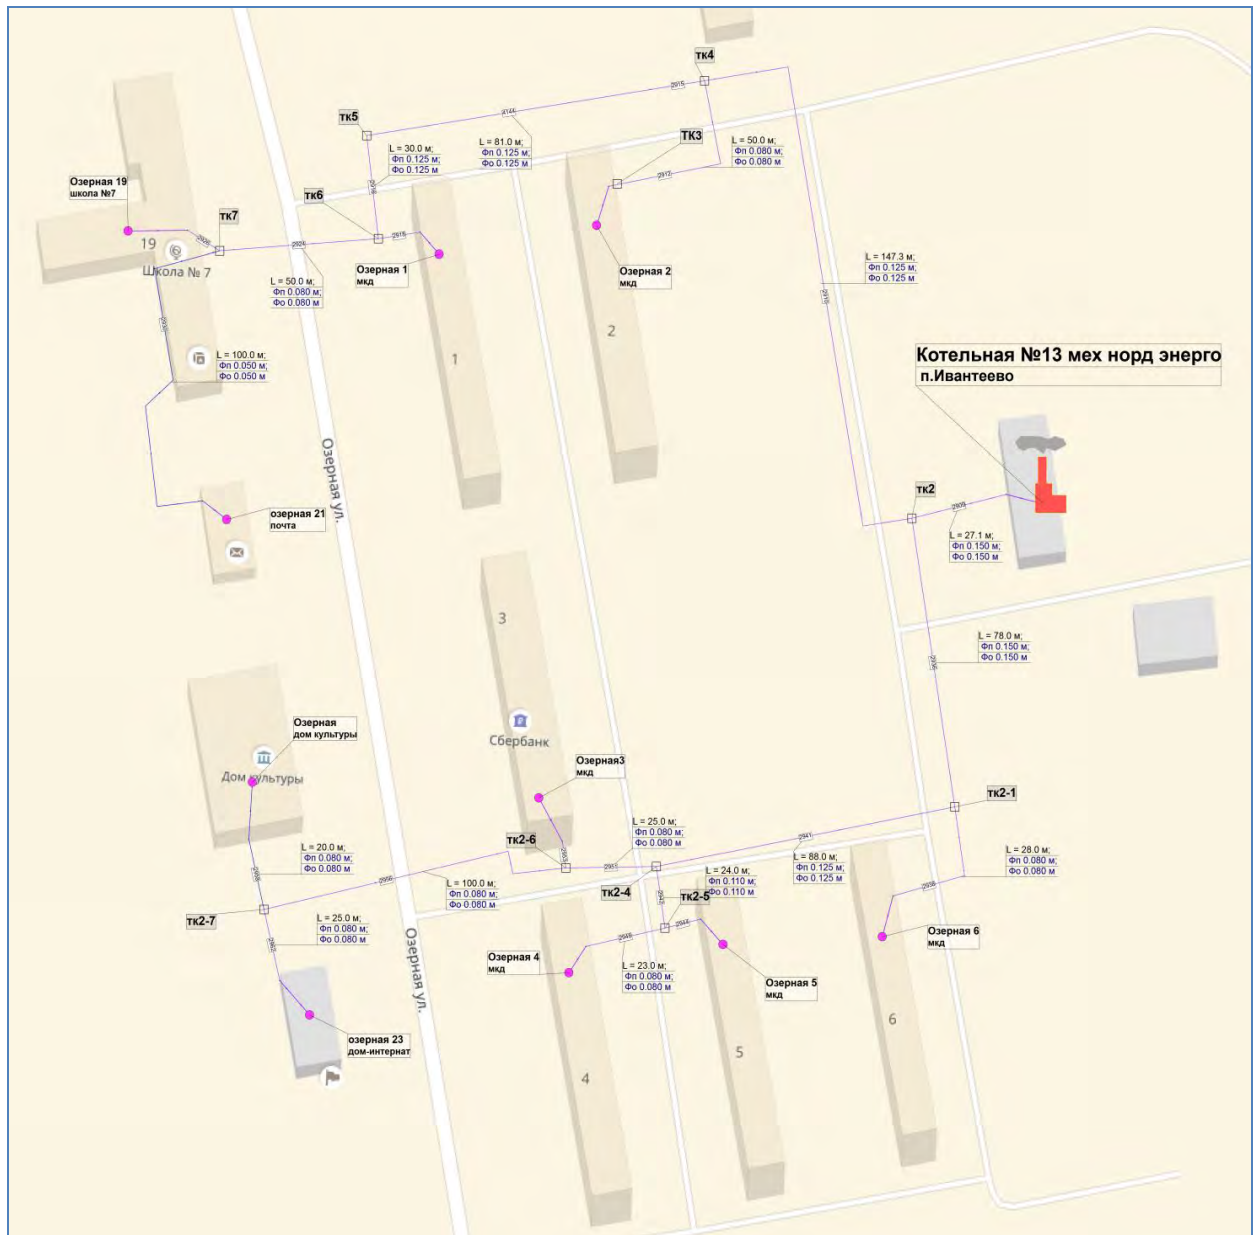 тк4
2915
4144
тк5
L = 30.0 м;
Фп 0.125 м;
Фо 0.125 м
L = 81.0 м;
Фп 0.125 м;
Фо 0.125 м
ТК3
L = 50.0 м;
Фп 0.080 м;
Фо 0.080 м
2912
Озерная 19
школа №7
тк6
тк7
2924
19
Школа № 7
Озерная 1
мкд
Озерная 2
мкд
L = 50.0 м;
Фп 0.080 м;
Фо 0.080 м
L = 147.3 м;
Фп 0.125 м;
Фо 0.125 м
2
1
L = 100.0 м;
Фп 0.050 м;
Фо 0.050 м
Котельная №13 мех норд энерго
п.Ивантеево
Озерная ул.
тк2
2909
L = 27.1 м;
Фп 0.150 м;
Фо 0.150 м
озерная 21
почта
3
L = 78.0 м;
Фп 0.150 м;
Фо 0.150 м
2936
Озерная
дом культуры
Сбербанк
Дом культуры
Озерная3
мкд
тк2-1
тк2-6
L = 25.0 м;
Фп 0.080 м;
Фо 0.080 м
2951
2941
L = 20.0 м;
Фп 0.080 м;
Фо 0.080 м
L = 88.0 м;
Фп 0.125 м;
Фо 0.125 м
L = 28.0 м;
Фп 0.080 м;
Фо 0.080 м
2956
L = 100.0 м;
Фп 0.080 м;
Фо 0.080 м
тк2-4
L = 24.0 м;
Фп 0.110 м;
Фо 0.110 м
тк2-5
2938
тк2-7
L = 25.0 м;
Фп 0.080 м;
Фо 0.080 м
2944
Озерная ул.
Озерная 4
мкд
L = 23.0 м;
Фп 0.080 м;
Фо 0.080 м
Озерная 5
мкд
Озерная 6
мкд
озерная 23
дом-интернат
4
5
6